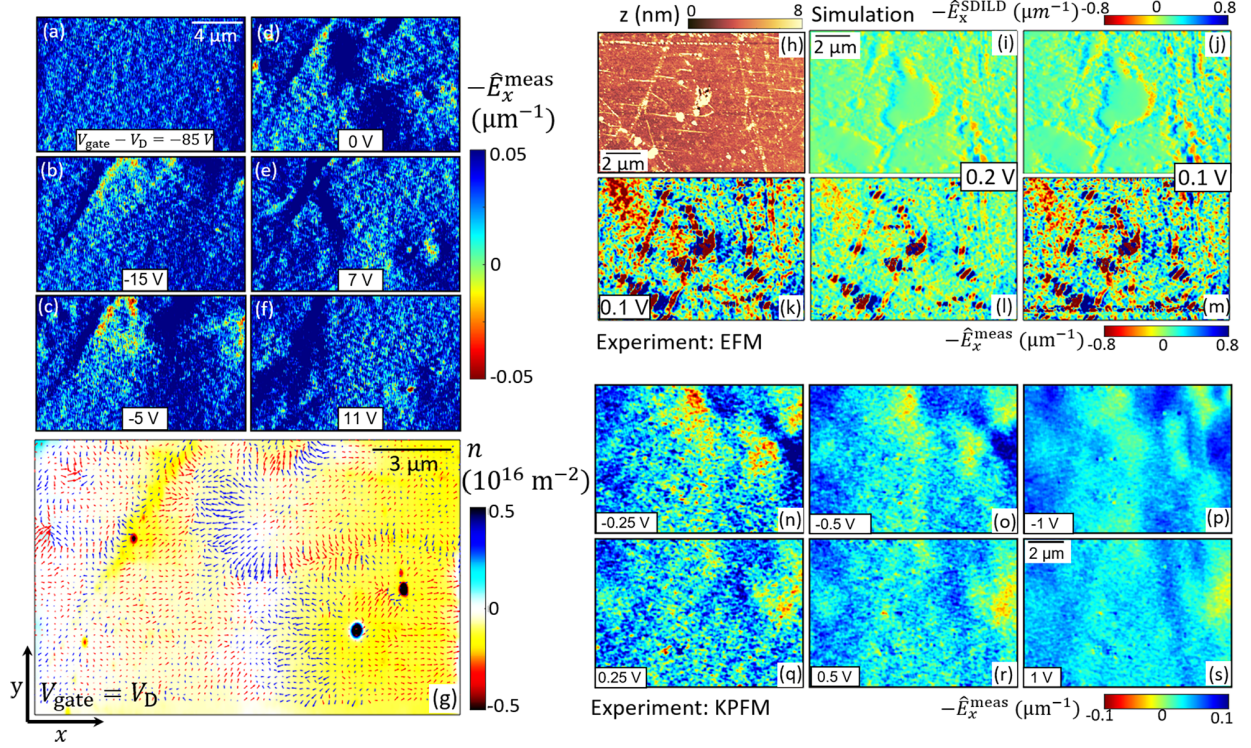 (a)
4 μm
V_gate − V_D = −85 V
(d)
0 V
(b)
-15 V
(e)
7 V
(c)
-5 V
(f)
11 V
−Ê_x^meas
(μm⁻¹)
0.05
0
-0.05
3 μm
V_gate = V_D
(g)
y
x
n
(10¹⁶ m⁻²)
0.5
0
-0.5
z (nm)
0 4 8
Simulation
−Ê_x^SDILD (μm⁻¹)
-0.8 0 0.8
(h)
2 μm
2 μm
(i)
0.2 V
(j)
0.1 V
0.1 V
(k)
(l)
(m)
Experiment: EFM
−Ê_x^meas (μm⁻¹)
-0.8 0 0.8
-0.25 V
(n)
-0.5 V
(o)
-1 V
(p)
0.25 V
(q)
0.5 V
(r)
2 μm
1 V
(s)
Experiment: KPFM
−Ê_x^meas (μm⁻¹)
-0.1 0 0.1